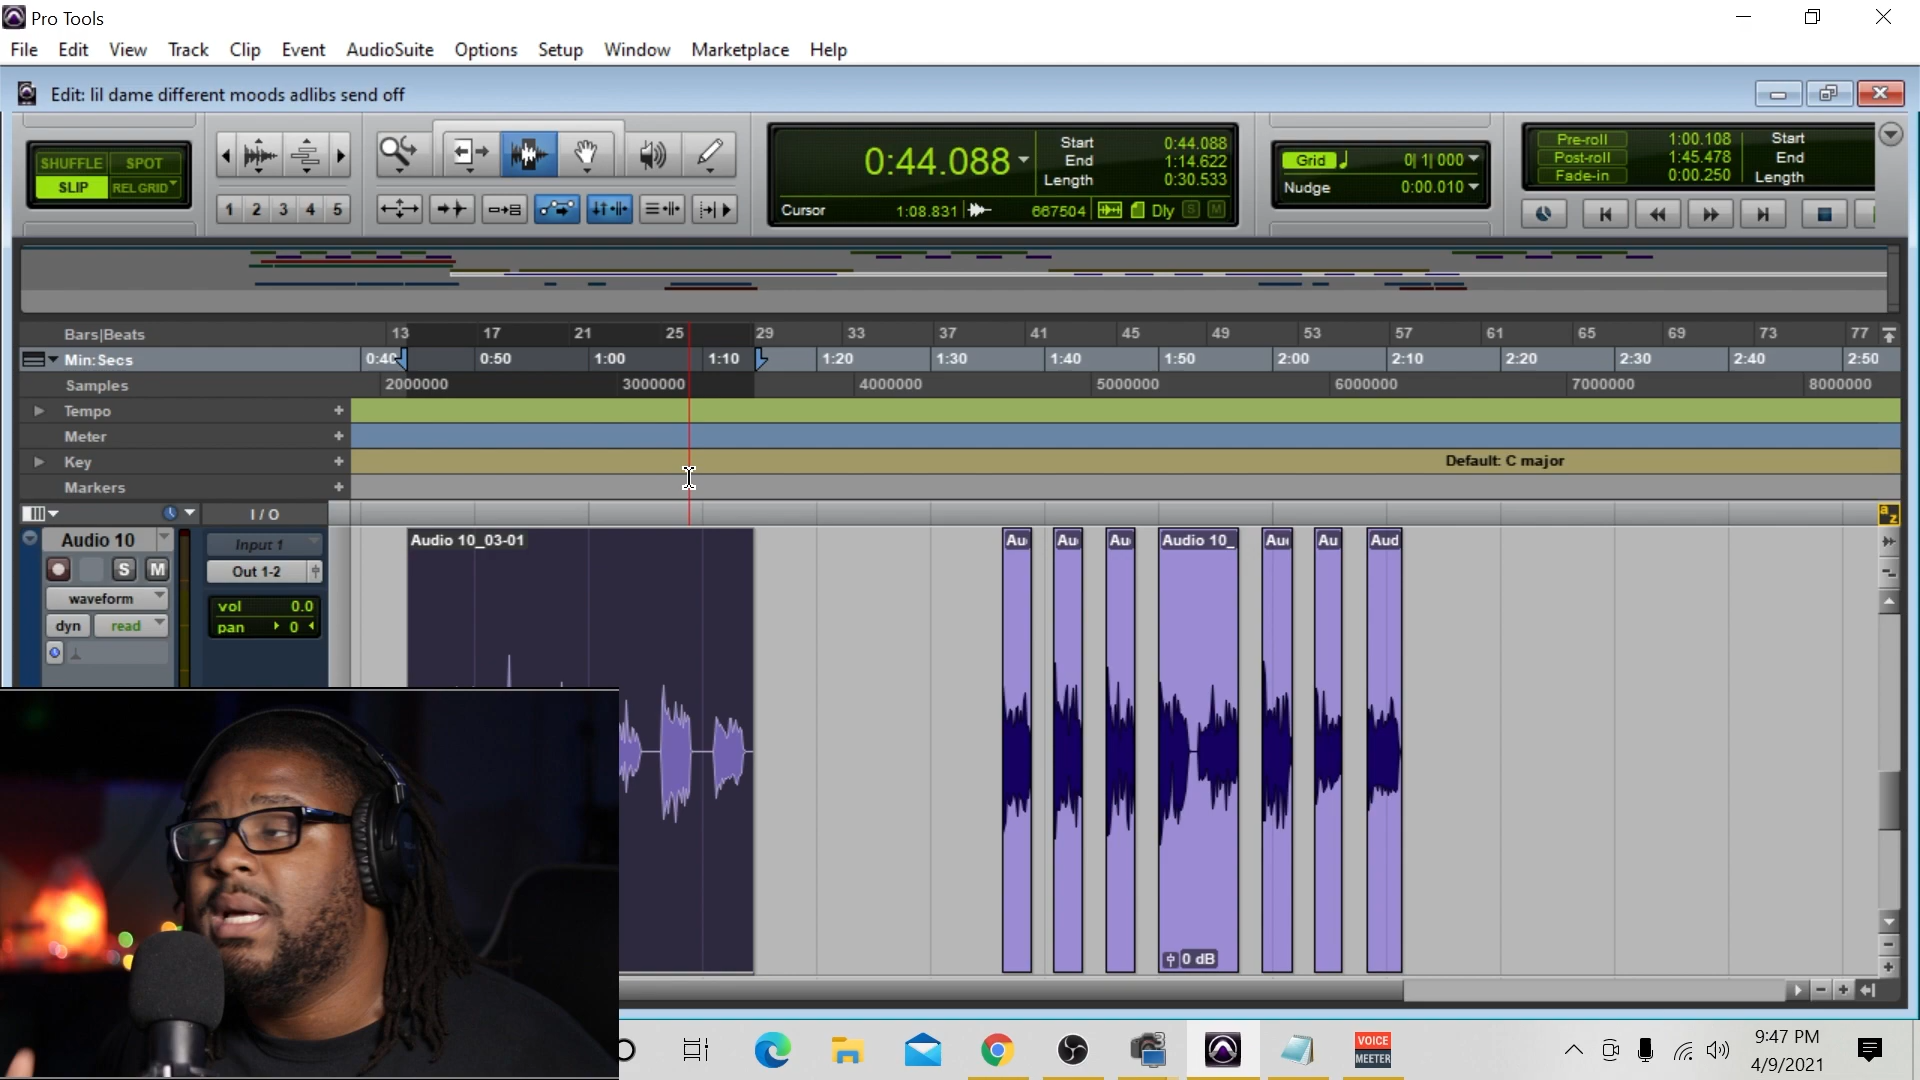 Pro Tools
File Edit View Track Clip Event AudioSuite Options Setup Window Marketplace Help
Edit: lil dame different moods adlibs send off
SHUFFLE SPOT
SLIP REL GRID
1 2 3 4 5
0:44.088
Start 0:44.088
End 1:14.622
Length 0:30.533
Cursor 1:08.831 667504 Dly S M
Grid 0| 1| 000
Nudge 0:00.010
Pre-roll 1:00.108 Start
Post-roll 1:45.478 End
Fade-in 0:00.250 Length
Bars|Beats 13 17 21 25 29 33 37 41 45 49 53 57 61 65 69 73 77
Min:Secs 0:40 0:50 1:00 1:10 1:20 1:30 1:40 1:50 2:00 2:10 2:20 2:30 2:40 2:50
Samples 2000000 3000000 4000000 5000000 6000000 7000000 8000000
Tempo +
Meter +
Key + Default: C major
Markers +
I / O
a z
Audio 10 Input 1
S M Out 1-2
waveform
vol 0.0
dyn read
pan 0
Audio 10_03-01 Au Au Au Audio 10_ Au Au Aud
0 dB
VOICE
MEETER
9:47 PM
4/9/2021